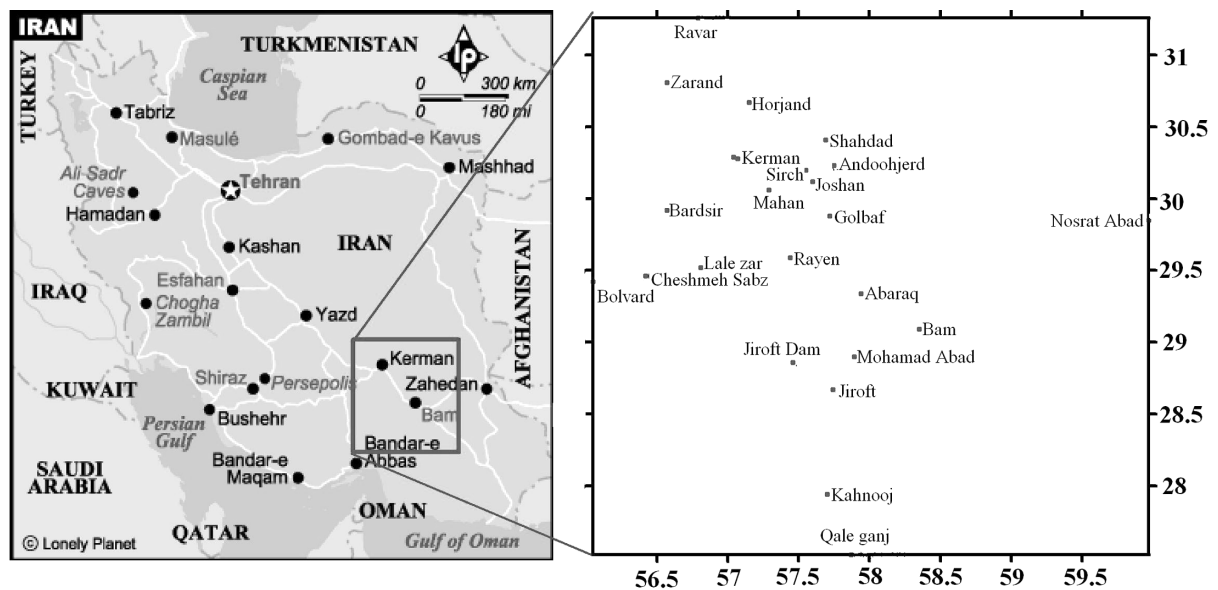 IRAN
TURKMENISTAN
TURKEY
Caspian
Sea
lp
0 300 km
0 180 mi
Tabriz
Masulé
Gombad-e Kavus
Mashhad
Ali-Sadr
Caves
Tehran
Hamadan
Kashan
IRAN
AFGHANISTAN
Esfahan
IRAQ
Chogha
Zambil
Yazd
Kerman
KUWAIT
Shiraz
Persepolis
Zahedan
Bushehr
Bam
Persian
Gulf
Bandar-e
Abbas
Bandar-e
Maqam
SAUDI
ARABIA
OMAN
QATAR
Gulf of Oman
© Lonely Planet
Ravar
31
Zarand
Horjand
30.5
Shahdad
Kerman
Andoohjerd
Sirch
Joshan
Mahan
30
Bardsir
Golbaf
Nosrat Abad
Lale zar
Rayen
29.5
Cheshmeh Sabz
Bolvard
Abaraq
Bam
29
Jiroft Dam
Mohamad Abad
Jiroft
28.5
Kahnooj
28
Qale ganj
56.5 57 57.5 58 58.5 59 59.5